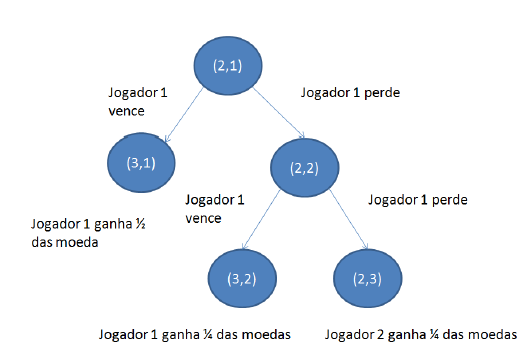 (2,1)
Jogador 1
vence
Jogador 1 perde
(3,1)
(2,2)
Jogador 1 ganha ½
das moeda
Jogador 1
vence
Jogador 1 perde
(3,2)
(2,3)
Jogador 1 ganha ¼ das moedas
Jogador 2 ganha ¼ das moedas